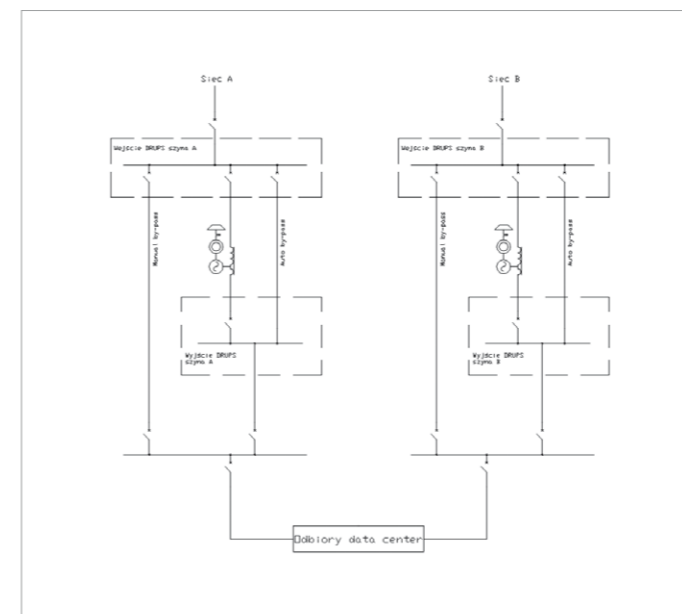 Siec A
Siec B
Wejście DRUPS szyna A
Wejście DRUPS szyna B
Manual by-pass
Auto by-pass
Manual by-pass
Auto by-pass
Wyjście DRUPS
szyna A
Wyjście DRUPS
szyna B
Odbiory data center